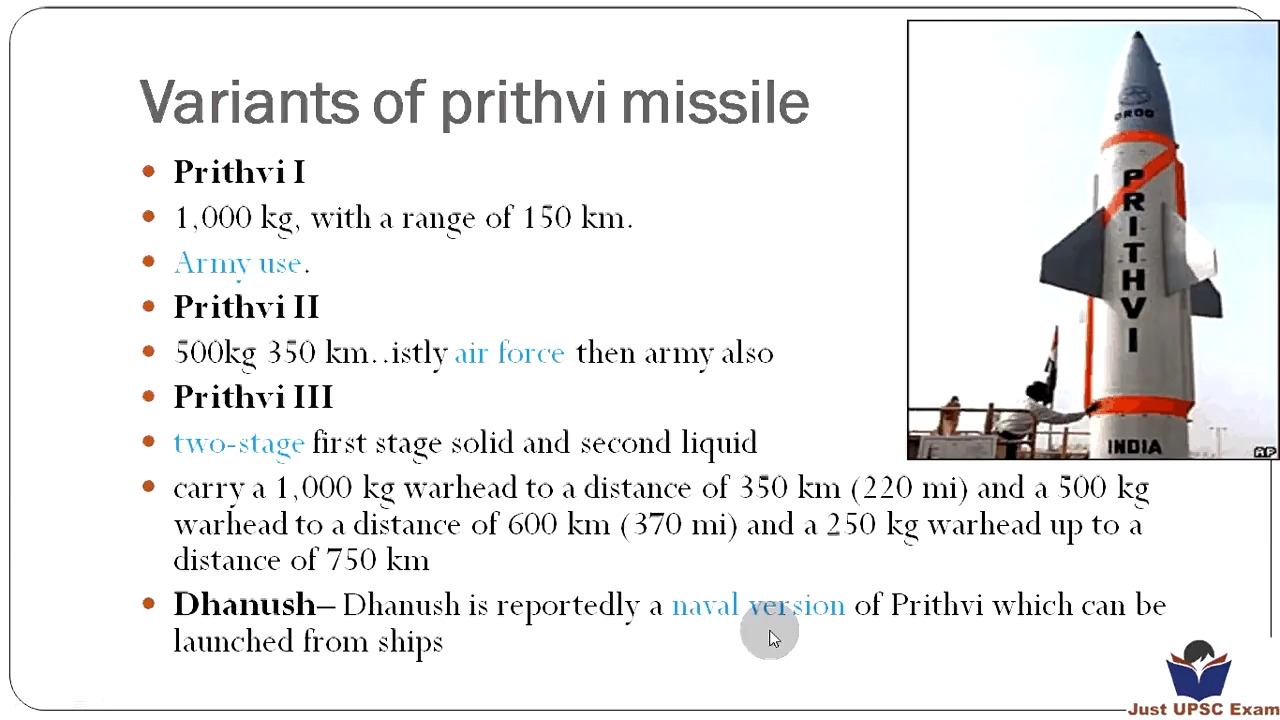 Variants of prithvi missile
Prithvi I
1,000 kg, with a range of 150 km.
Army use.
Prithvi II
500kg 350 km..istly air force then army also
Prithvi III
two-stage first stage solid and second liquid
carry a 1,000 kg warhead to a distance of 350 km (220 mi) and a 500 kg
warhead to a distance of 600 km (370 mi) and a 250 kg warhead up to a
distance of 750 km
Dhanush– Dhanush is reportedly a naval version of Prithvi which can be
launched from ships
DRDO
PRITHVI
INDIA
AP
Just UPSC Exam